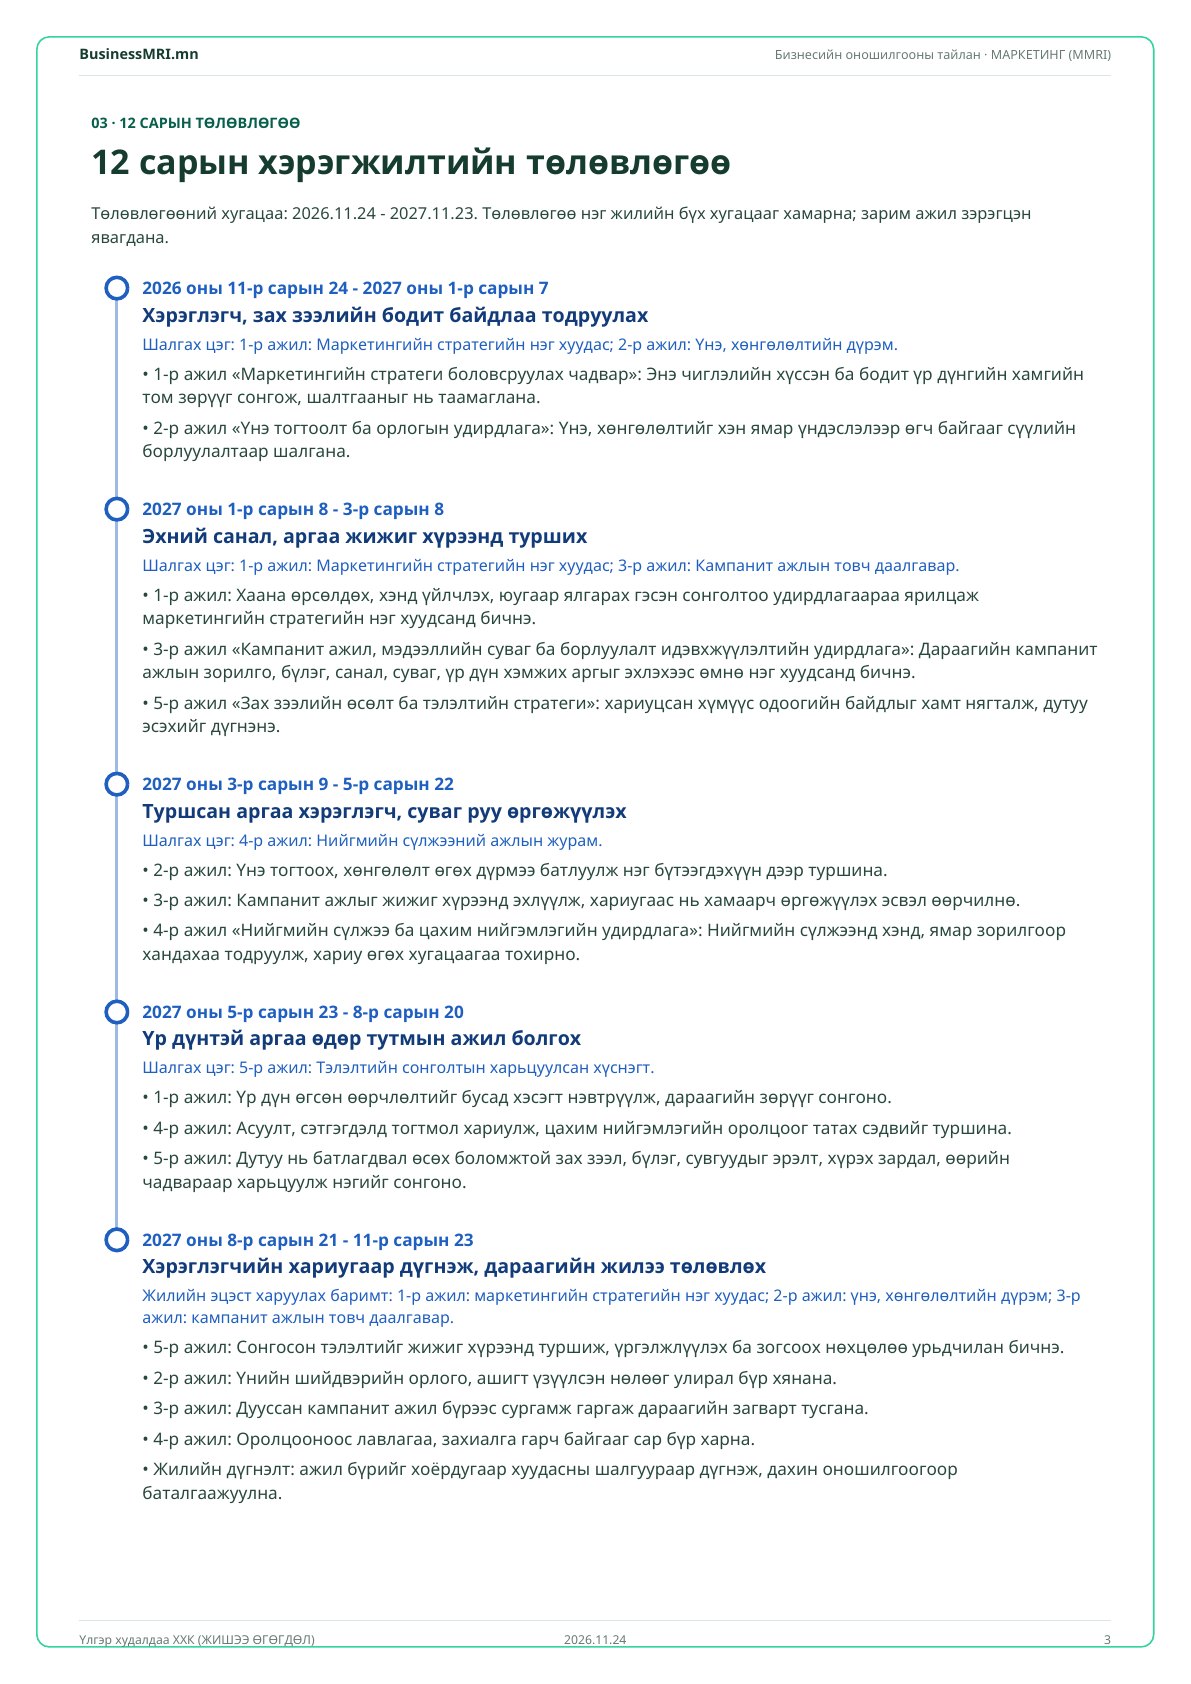 BusinessMRI.mn
Бизнесийн оношилгооны тайлан · МАРКЕТИНГ (MMRI)
03 · 12 САРЫН ТӨЛӨВЛӨГӨӨ
12 сарын хэрэгжилтийн төлөвлөгөө
Төлөвлөгөөний хугацаа: 2026.11.24 - 2027.11.23. Төлөвлөгөө нэг жилийн бүх хугацааг хамарна; зарим ажил зэрэгцэн
явагдана.
2026 оны 11-р сарын 24 - 2027 оны 1-р сарын 7
Хэрэглэгч, зах зээлийн бодит байдлаа тодруулах
Шалгах цэг: 1-р ажил: Маркетингийн стратегийн нэг хуудас; 2-р ажил: Үнэ, хөнгөлөлтийн дүрэм.
• 1-р ажил «Маркетингийн стратеги боловсруулах чадвар»: Энэ чиглэлийн хүссэн ба бодит үр дүнгийн хамгийн
том зөрүүг сонгож, шалтгааныг нь таамаглана.
• 2-р ажил «Үнэ тогтоолт ба орлогын удирдлага»: Үнэ, хөнгөлөлтийг хэн ямар үндэслэлээр өгч байгааг сүүлийн
борлуулалтаар шалгана.
2027 оны 1-р сарын 8 - 3-р сарын 8
Эхний санал, аргаа жижиг хүрээнд турших
Шалгах цэг: 1-р ажил: Маркетингийн стратегийн нэг хуудас; 3-р ажил: Кампанит ажлын товч даалгавар.
• 1-р ажил: Хаана өрсөлдөх, хэнд үйлчлэх, юугаар ялгарах гэсэн сонголтоо удирдлагаараа ярилцаж
маркетингийн стратегийн нэг хуудсанд бичнэ.
• 3-р ажил «Кампанит ажил, мэдээллийн суваг ба борлуулалт идэвхжүүлэлтийн удирдлага»: Дараагийн кампанит
ажлын зорилго, бүлэг, санал, суваг, үр дүн хэмжих аргыг эхлэхээс өмнө нэг хуудсанд бичнэ.
• 5-р ажил «Зах зээлийн өсөлт ба тэлэлтийн стратеги»: хариуцсан хүмүүс одоогийн байдлыг хамт нягталж, дутуу
эсэхийг дүгнэнэ.
2027 оны 3-р сарын 9 - 5-р сарын 22
Туршсан аргаа хэрэглэгч, суваг руу өргөжүүлэх
Шалгах цэг: 4-р ажил: Нийгмийн сүлжээний ажлын журам.
• 2-р ажил: Үнэ тогтоох, хөнгөлөлт өгөх дүрмээ батлуулж нэг бүтээгдэхүүн дээр туршина.
• 3-р ажил: Кампанит ажлыг жижиг хүрээнд эхлүүлж, хариугаас нь хамаарч өргөжүүлэх эсвэл өөрчилнө.
• 4-р ажил «Нийгмийн сүлжээ ба цахим нийгэмлэгийн удирдлага»: Нийгмийн сүлжээнд хэнд, ямар зорилгоор
хандахаа тодруулж, хариу өгөх хугацаагаа тохирно.
2027 оны 5-р сарын 23 - 8-р сарын 20
Үр дүнтэй аргаа өдөр тутмын ажил болгох
Шалгах цэг: 5-р ажил: Тэлэлтийн сонголтын харьцуулсан хүснэгт.
• 1-р ажил: Үр дүн өгсөн өөрчлөлтийг бусад хэсэгт нэвтрүүлж, дараагийн зөрүүг сонгоно.
• 4-р ажил: Асуулт, сэтгэгдэлд тогтмол хариулж, цахим нийгэмлэгийн оролцоог татах сэдвийг туршина.
• 5-р ажил: Дутуу нь батлагдвал өсөх боломжтой зах зээл, бүлэг, сувгуудыг эрэлт, хүрэх зардал, өөрийн
чадвараар харьцуулж нэгийг сонгоно.
2027 оны 8-р сарын 21 - 11-р сарын 23
Хэрэглэгчийн хариугаар дүгнэж, дараагийн жилээ төлөвлөх
Жилийн эцэст харуулах баримт: 1-р ажил: маркетингийн стратегийн нэг хуудас; 2-р ажил: үнэ, хөнгөлөлтийн дүрэм; 3-р
ажил: кампанит ажлын товч даалгавар.
• 5-р ажил: Сонгосон тэлэлтийг жижиг хүрээнд туршиж, үргэлжлүүлэх ба зогсоох нөхцөлөө урьдчилан бичнэ.
• 2-р ажил: Үнийн шийдвэрийн орлого, ашигт үзүүлсэн нөлөөг улирал бүр хянана.
• 3-р ажил: Дууссан кампанит ажил бүрээс сургамж гаргаж дараагийн загварт тусгана.
• 4-р ажил: Оролцооноос лавлагаа, захиалга гарч байгааг сар бүр харна.
• Жилийн дүгнэлт: ажил бүрийг хоёрдугаар хуудасны шалгуураар дүгнэж, дахин оношилгоогоор
баталгаажуулна.
Үлгэр худалдаа ХХК (ЖИШЭЭ ӨГӨГДӨЛ)
2026.11.24
3